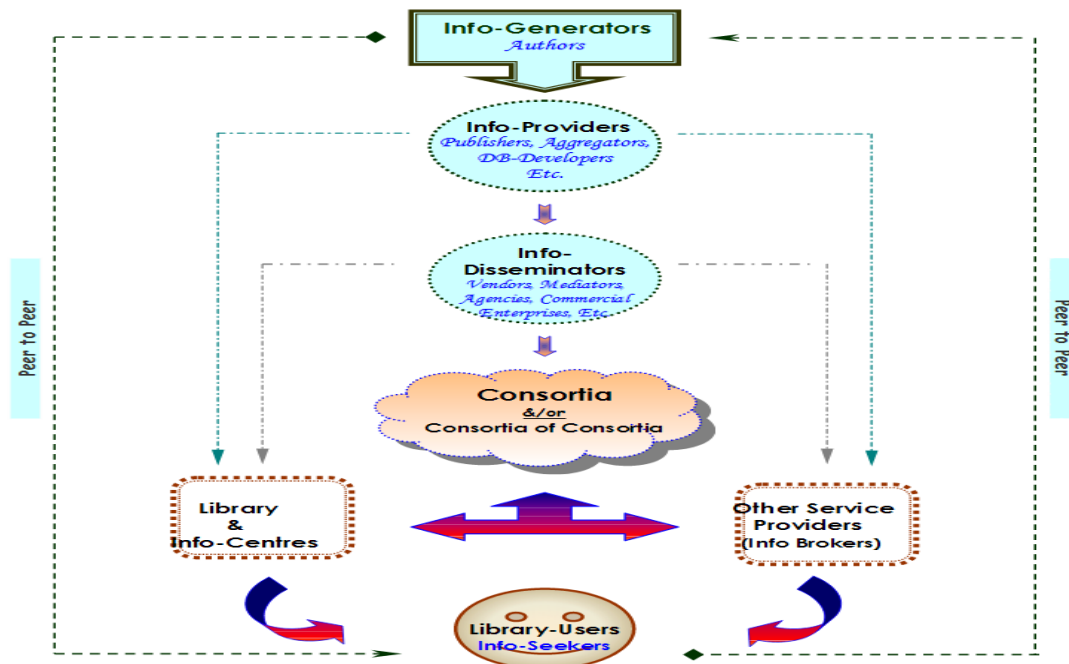 Info-Generators
Authors
Info-Providers
Publishers, Aggregators,
DB-Developers
Etc.
Info-
Disseminators
Vendors, Mediators,
Agencies, Commercial
Enterprises, Etc
Peer to Peer
Peer to Peer
Consortia
&/or
Consortia of Consortia
Library
&
Info-Centres
Other Service
Providers
(Info Brokers)
Library-Users
Info-Seekers